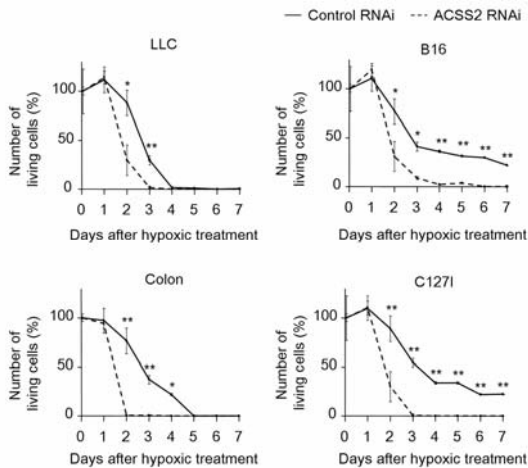 Control RNAi ACSS2 RNAi
LLC
*
**
100
50
0
Number of
living cells (%)
0 1 2 3 4 5 6 7
Days after hypoxic treatment
B16
*
*
** ** ** **
100
50
0
Number of
living cells (%)
0 1 2 3 4 5 6 7
Days after hypoxic treatment
Colon
**
**
*
100
50
0
Number of
living cells (%)
0 1 2 3 4 5 6 7
Days after hypoxic treatment
C127I
**
**
** **
** **
100
50
0
Number of
living cells (%)
0 1 2 3 4 5 6 7
Days after hypoxic treatment